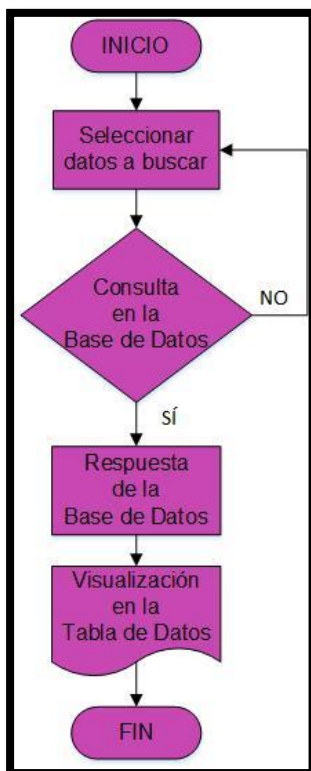 INICIO
Seleccionar
datos a buscar
Consulta
en la
Base de Datos
NO
SÍ
Respuesta
de la
Base de Datos
Visualización
en la
Tabla de Datos
FIN